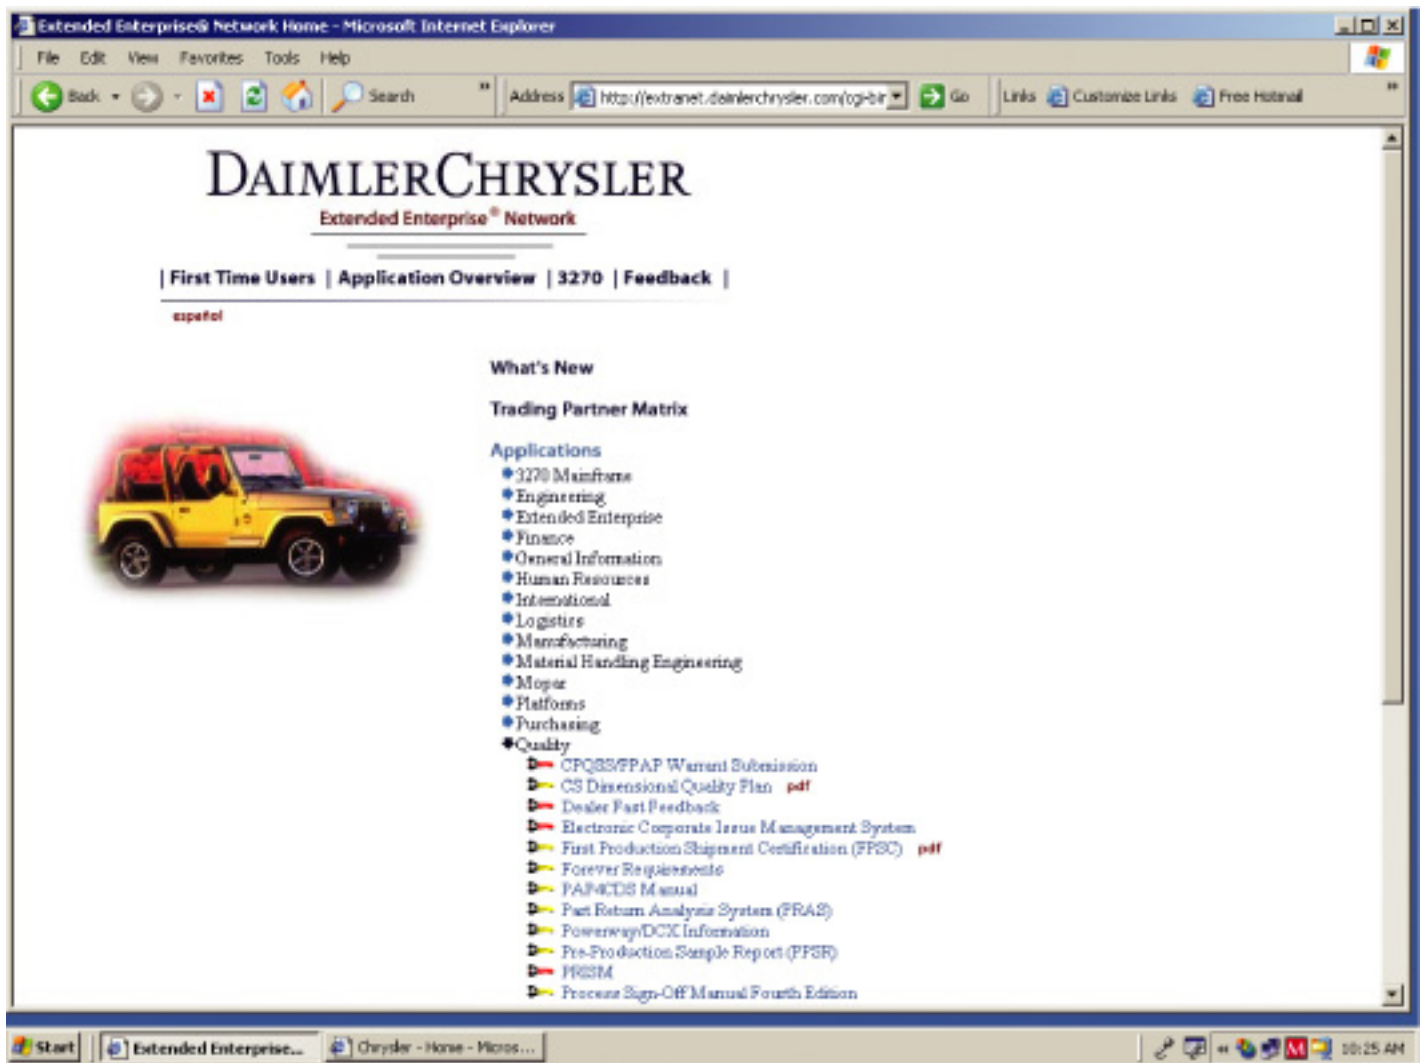 Extended Enterprise® Network Home - Microsoft Internet Explorer
File Edit View Favorites Tools Help
Back Search Address http://extranet.daimlerchrysler.com/cgi-bir Go Links Customize Links Free Hotmail
DAIMLERCHRYSLER
Extended Enterprise® Network
| First Time Users | Application Overview | 3270 | Feedback |
español
What's New
Trading Partner Matrix
Applications
3270 Mainframe
Engineering
Extended Enterprise
Finance
General Information
Human Resources
International
Logistics
Manufacturing
Material Handling Engineering
Mopar
Platforms
Purchasing
Quality
CPQSS/PPAP Warrant Submission
CS Dimensional Quality Plan pdf
Dealer Fast Feedback
Electronic Corporate Issue Management System
First Production Shipment Certification (FPSC) pdf
Forever Requirements
PAP4CDS Manual
Part Return Analysis System (PRAS)
Powerway/DCX Information
Pre-Production Sample Report (PPSR)
PRISM
Process Sign-Off Manual Fourth Edition
Start Extended Enterprise... Chrysler - Home - Micros... 10:25 AM